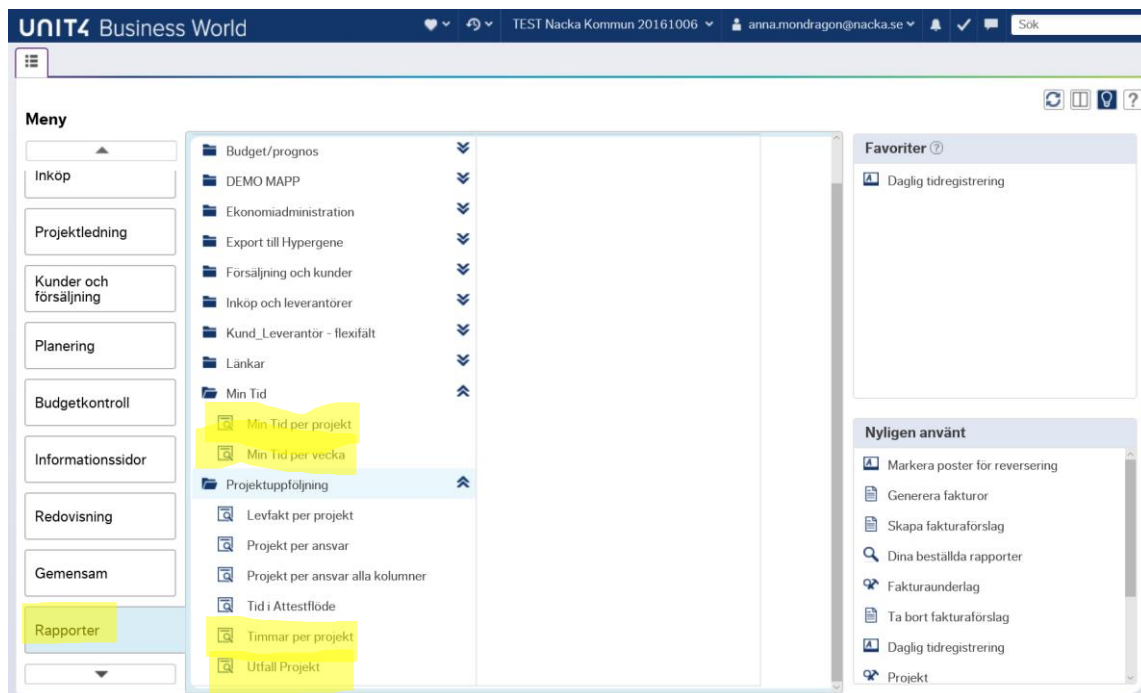 UNIT4 Business World
TEST Nacka Kommun 20161006
anna.mondragon@nacka.se
Sök
Meny
Inköp
Projektledning
Kunder och
försäljning
Planering
Budgetkontroll
Informationssidor
Redovisning
Gemensam
Rapporter
Budget/prognos
DEMO MAPP
Ekonomiadministration
Export till Hypergene
Försäljning och kunder
Inköp och leverantörer
Kund_Leverantör - flexifält
Länkar
Min Tid
Min Tid per projekt
Min Tid per vecka
Projektuppföljning
Levfakt per projekt
Projekt per ansvar
Projekt per ansvar alla kolumner
Tid i Attestflöde
Timmar per projekt
Utfall Projekt
Favoriter ?
Daglig tidregistrering
Nyligen använt
Markera poster för reversering
Generera fakturor
Skapa fakturaförslag
Dina beställda rapporter
Fakturaunderlag
Ta bort fakturaförslag
Daglig tidregistrering
Projekt